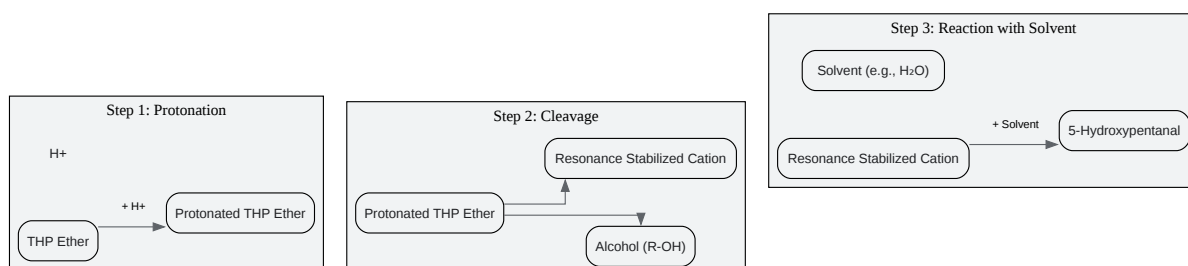 Step 1: Protonation
H+
+ H+
Protonated THP Ether
THP Ether
Step 2: Cleavage
Resonance Stabilized Cation
Protonated THP Ether
Alcohol (R-OH)
Step 3: Reaction with Solvent
Solvent (e.g., H₂O)
+ Solvent
5-Hydroxypentanal
Resonance Stabilized Cation